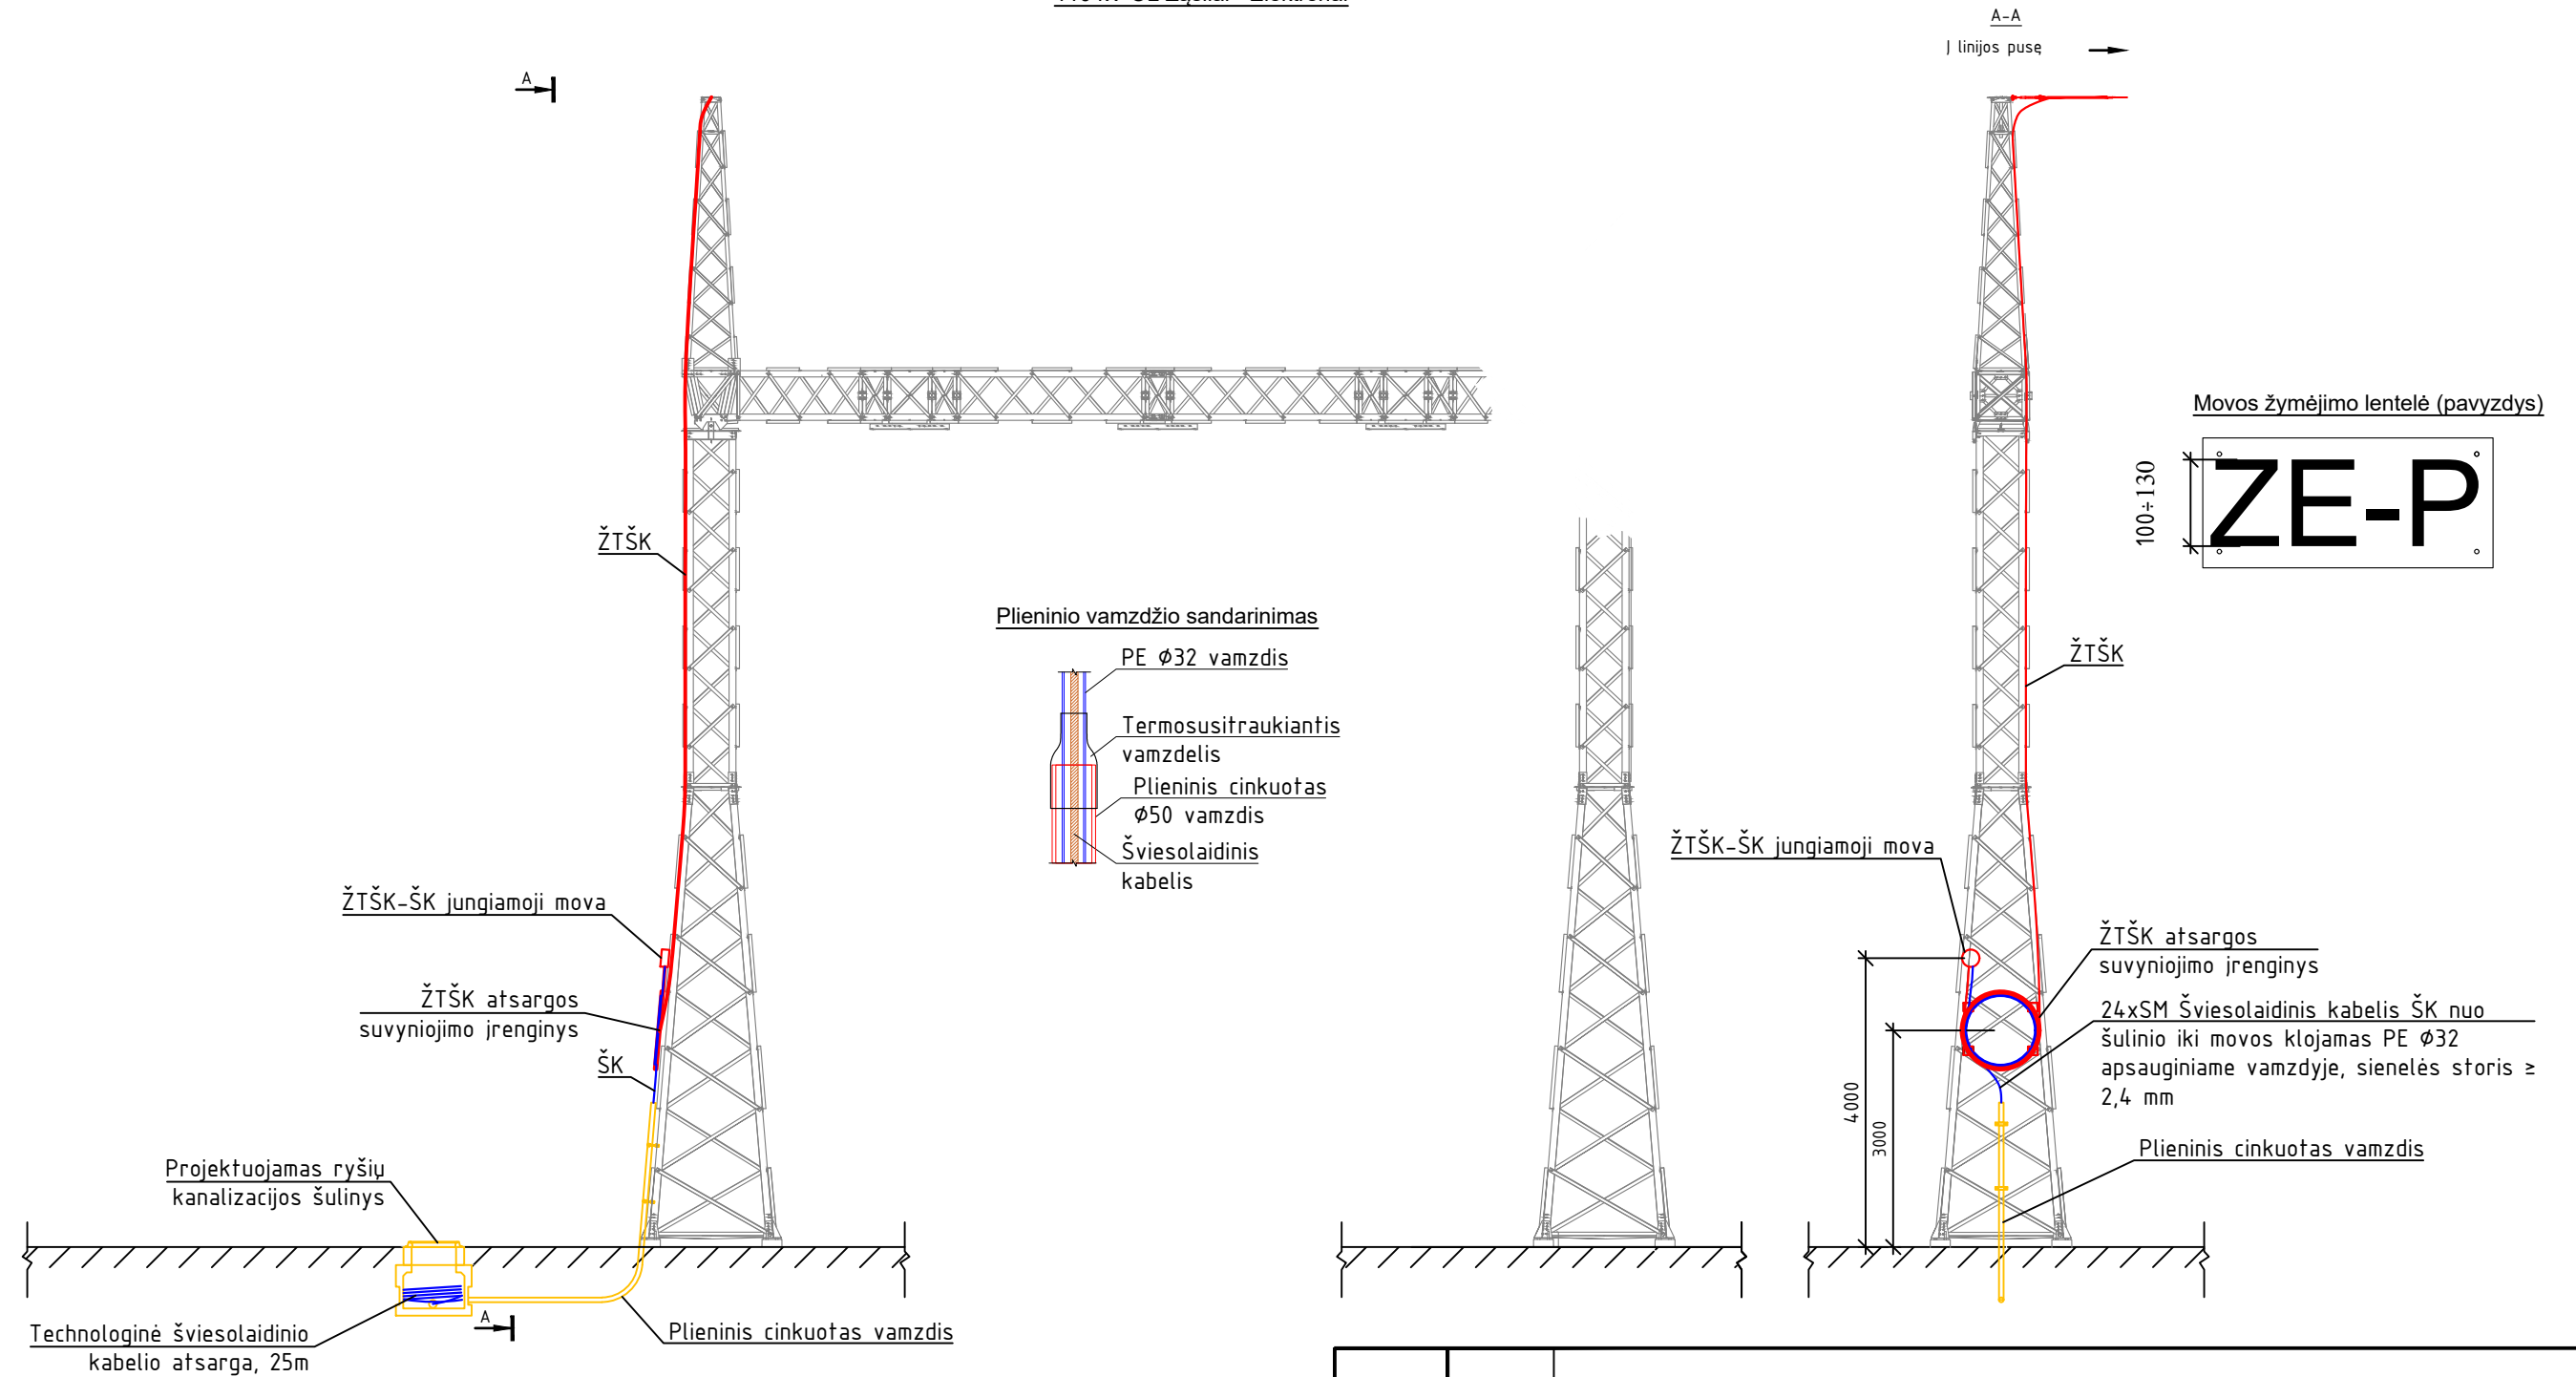 A-A
Į linijos pusę
A
Movos žymėjimo lentelė (pavyzdys)
100÷130
ZE-P
ŽTŠK
Plieninio vamzdžio sandarinimas
PE Ø32 vamzdis
Termosusitraukiantis
vamzdelis
Plieninis cinkuotas
Ø50 vamzdis
Šviesolaidinis
kabelis
ŽTŠK
ŽTŠK-ŠK jungiamoji mova
ŽTŠK-ŠK jungiamoji mova
ŽTŠK atsargos
suvyniojimo įrenginys
ŽTŠK atsargos
suvyniojimo įrenginys
24xSM Šviesolaidinis kabelis ŠK nuo
šulinio iki movos klojamas PE Ø32
apsauginiame vamzdyje, sienelės storis ≥
2,4 mm
ŠK
4000
3000
Plieninis cinkuotas vamzdis
Projektuojamas ryšių
kanalizacijos šulinys
A
Technologinė šviesolaidinio
kabelio atsarga, 25m
Plieninis cinkuotas vamzdis